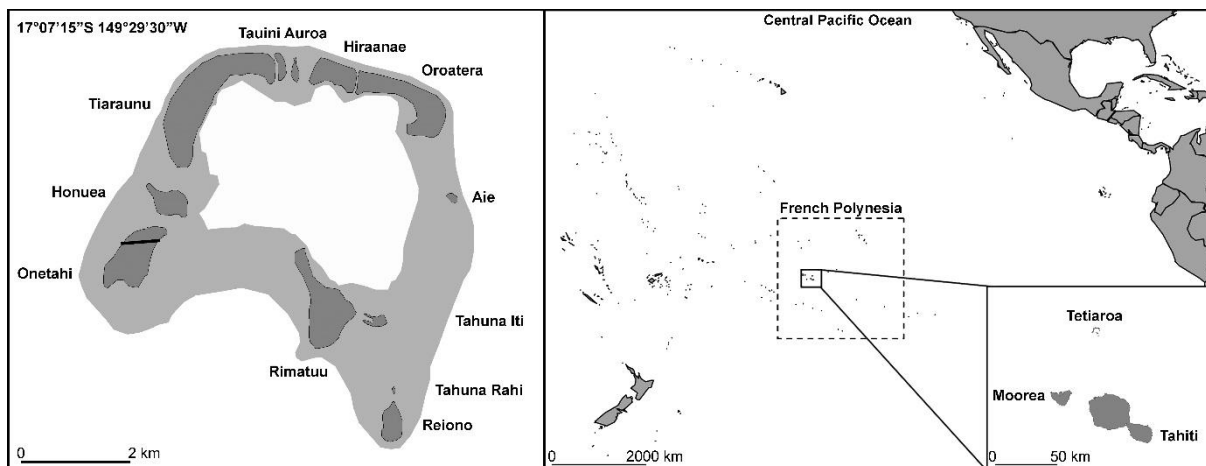 17°07’15”S 149°29’30”W
Tauini Auroa
Hiraanae
Oroatera
Tiaraunu
Honuea
Aie
Onetahi
Tahuna Iti
Rimatuu
Tahuna Rahi
Reiono
0 2 km
Central Pacific Ocean
French Polynesia
Tetiaroa
Moorea
Tahiti
0 2000 km
0 50 km